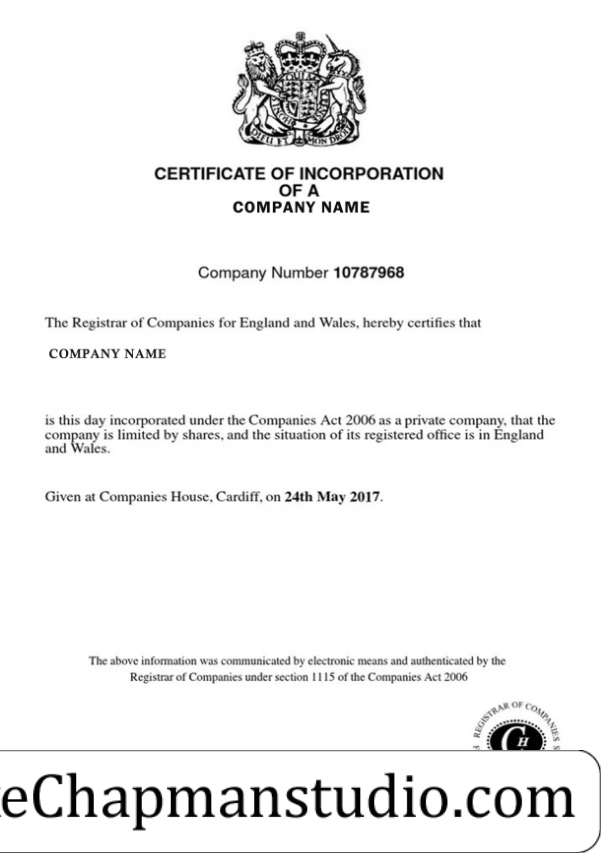 QUI
HONI
DIEU ET MON DROIT
CERTIFICATE OF INCORPORATION
OF A
COMPANY NAME
Company Number 10787968
The Registrar of Companies for England and Wales, hereby certifies that
COMPANY NAME
is this day incorporated under the Companies Act 2006 as a private company, that the
company is limited by shares, and the situation of its registered office is in England
and Wales.
Given at Companies House, Cardiff, on 24th May 2017.
The above information was communicated by electronic means and authenticated by the
Registrar of Companies under section 1115 of the Companies Act 2006
REGISTRAR OF COMPANIES
CH
eChapmanstudio.com